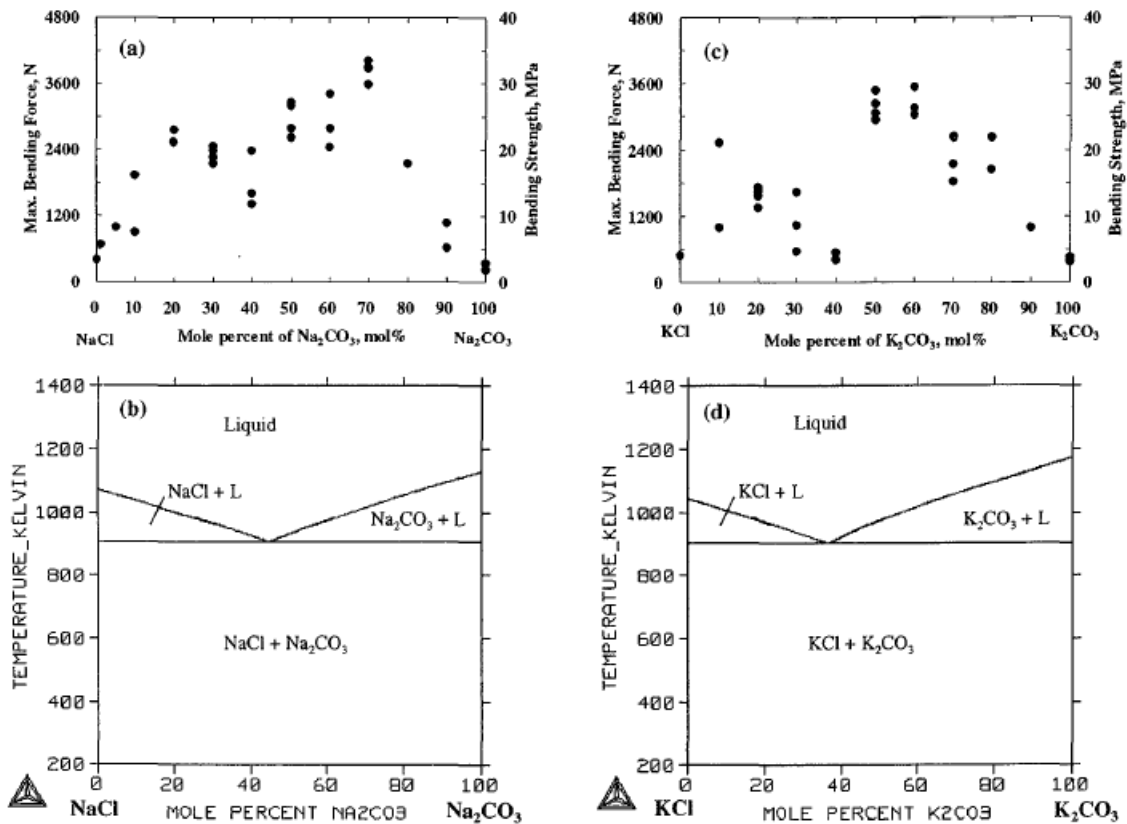 (a)
Max. Bending Force, N
4800
3600
2400
1200
0
40
30
20
10
0
Bending Strength, MPa
0 10 20 30 40 50 60 70 80 90 100
NaCl Mole percent of Na₂CO₃, mol% Na₂CO₃
(c)
Max. Bending Force, N
4800
3600
2400
1200
0
40
30
20
10
0
Bending Strength, MPa
0 10 20 30 40 50 60 70 80 90 100
KCl Mole percent of K₂CO₃, mol% K₂CO₃
(b)
TEMPERATURE_KELVIN
1400
1200
1000
800
600
400
200
Liquid
NaCl + L
Na₂CO₃ + L
NaCl + Na₂CO₃
0 20 40 60 80 100
NaCl MOLE PERCENT NA2CO3 Na₂CO₃
(d)
TEMPERATURE_KELVIN
1400
1200
1000
800
600
400
200
Liquid
KCl + L
K₂CO₃ + L
KCl + K₂CO₃
0 20 40 60 80 100
KCl MOLE PERCENT K2CO3 K₂CO₃